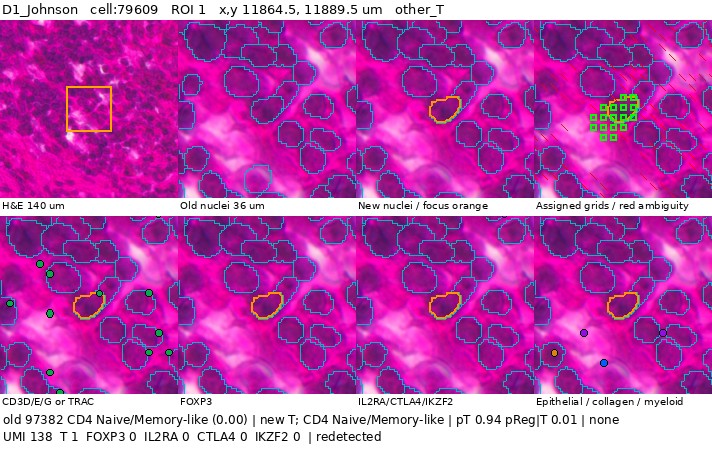 D1_Johnson   cell:79609   ROI 1   x,y 11864.5, 11889.5 um   other_T
H&E 140 um
Old nuclei 36 um
New nuclei / focus orange
Assigned grids / red ambiguity
CD3D/E/G or TRAC
FOXP3
IL2RA/CTLA4/IKZF2
Epithelial / collagen / myeloid
old 97382 CD4 Naive/Memory-like (0.00) | new T; CD4 Naive/Memory-like | pT 0.94 pReg|T 0.01 | none
UMI 138  T 1  FOXP3 0  IL2RA 0  CTLA4 0  IKZF2 0  | redetected